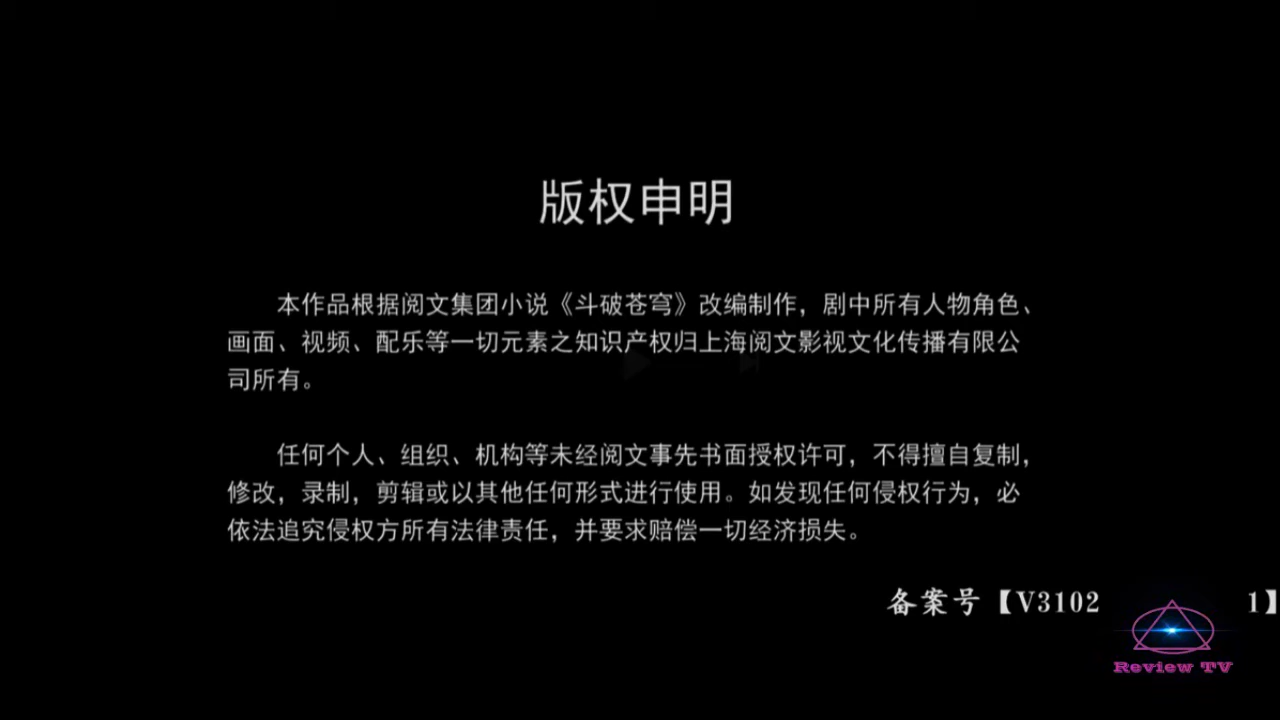 版权申明
本作品根据阅文集团小说《斗破苍穹》改编制作，剧中所有人物角色、
画面、视频、配乐等一切元素之知识产权归上海阅文影视文化传播有限公
司所有。
任何个人、组织、机构等未经阅文事先书面授权许可，不得擅自复制，
修改，录制，剪辑或以其他任何形式进行使用。如发现任何侵权行为，必
依法追究侵权方所有法律责任，并要求赔偿一切经济损失。
备案号【V3102 1】
Review TV